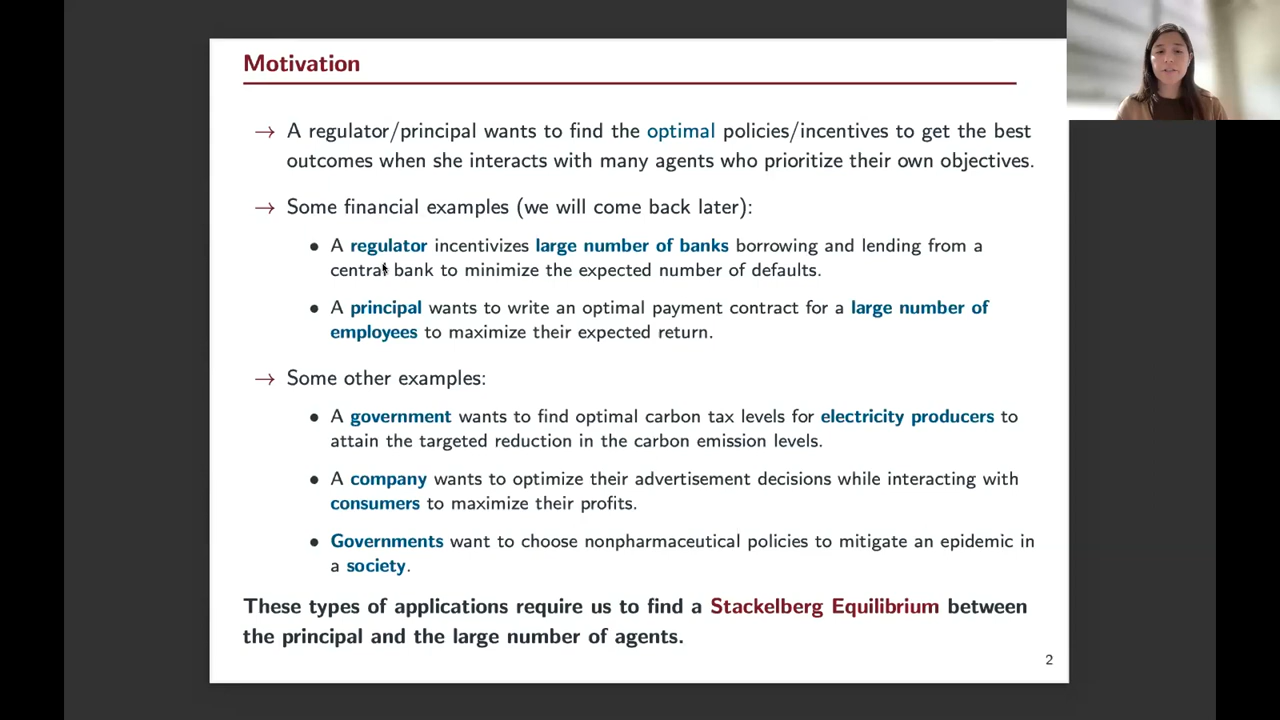 Motivation
→ A regulator/principal wants to find the optimal policies/incentives to get the best
outcomes when she interacts with many agents who prioritize their own objectives.
→ Some financial examples (we will come back later):
• A regulator incentivizes large number of banks borrowing and lending from a
central bank to minimize the expected number of defaults.
• A principal wants to write an optimal payment contract for a large number of
employees to maximize their expected return.
→ Some other examples:
• A government wants to find optimal carbon tax levels for electricity producers to
attain the targeted reduction in the carbon emission levels.
• A company wants to optimize their advertisement decisions while interacting with
consumers to maximize their profits.
• Governments want to choose nonpharmaceutical policies to mitigate an epidemic in
a society.
These types of applications require us to find a Stackelberg Equilibrium between
the principal and the large number of agents.
2